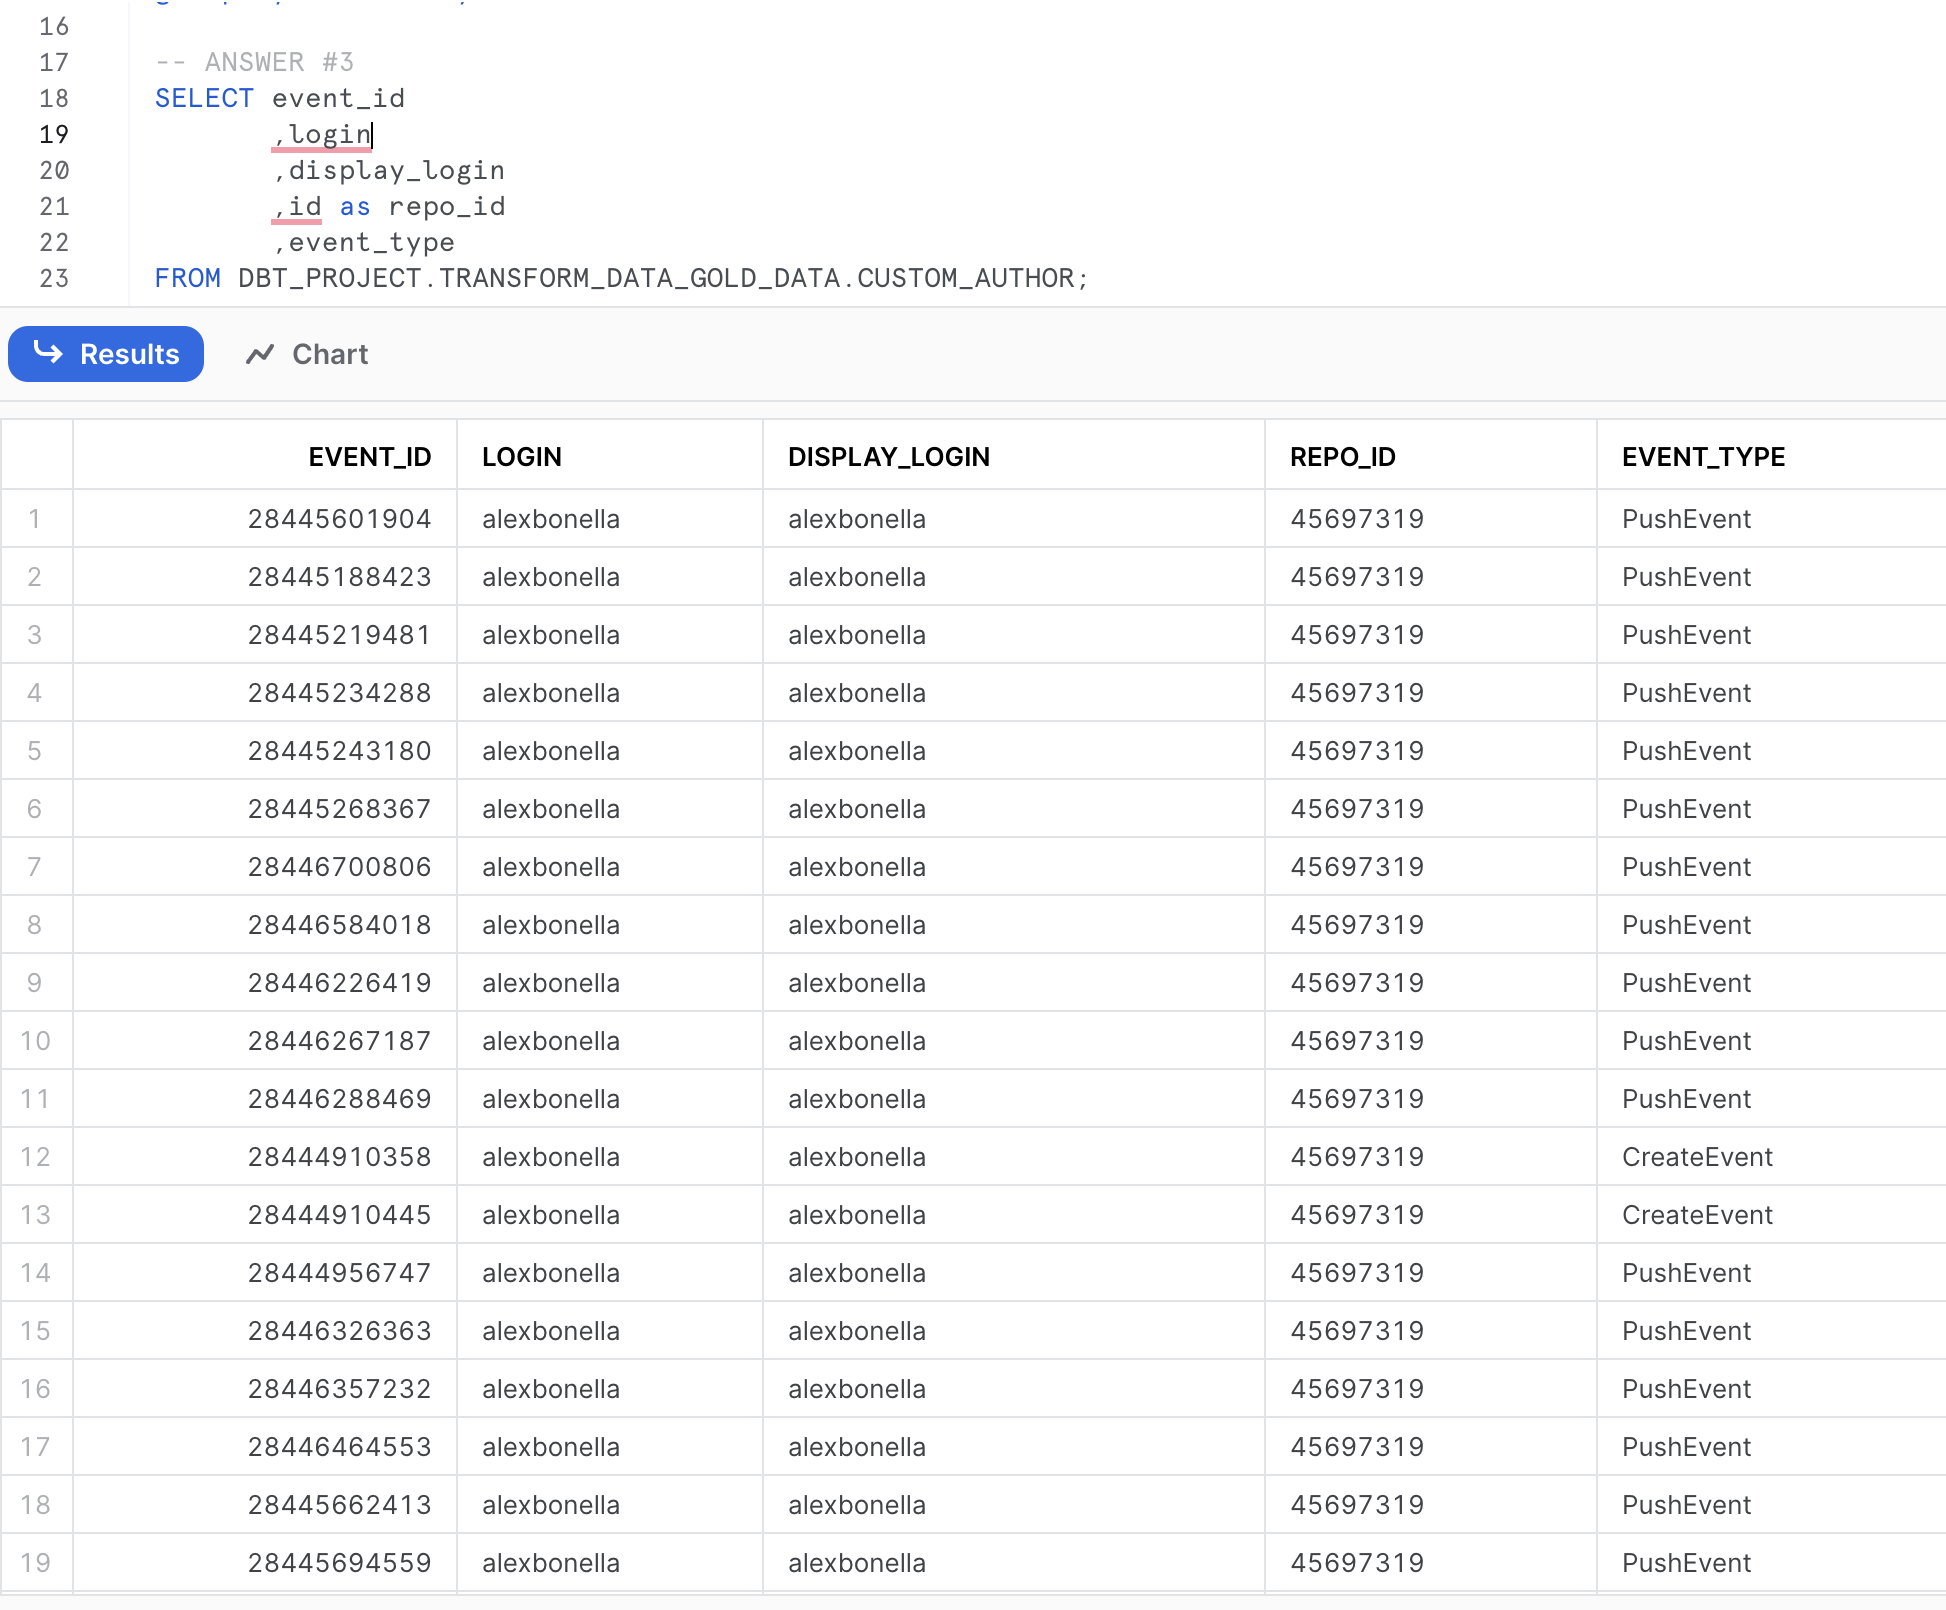 16
17 -- ANSWER #3
18 SELECT event_id
19 ,login
20 ,display_login
21 ,id as repo_id
22 ,event_type
23 FROM DBT_PROJECT.TRANSFORM_DATA_GOLD_DATA.CUSTOM_AUTHOR;
Results Chart
EVENT_ID LOGIN DISPLAY_LOGIN REPO_ID EVENT_TYPE
1 28445601904 alexbonella alexbonella 45697319 PushEvent
2 28445188423 alexbonella alexbonella 45697319 PushEvent
3 28445219481 alexbonella alexbonella 45697319 PushEvent
4 28445234288 alexbonella alexbonella 45697319 PushEvent
5 28445243180 alexbonella alexbonella 45697319 PushEvent
6 28445268367 alexbonella alexbonella 45697319 PushEvent
7 28446700806 alexbonella alexbonella 45697319 PushEvent
8 28446584018 alexbonella alexbonella 45697319 PushEvent
9 28446226419 alexbonella alexbonella 45697319 PushEvent
10 28446267187 alexbonella alexbonella 45697319 PushEvent
11 28446288469 alexbonella alexbonella 45697319 PushEvent
12 28444910358 alexbonella alexbonella 45697319 CreateEvent
13 28444910445 alexbonella alexbonella 45697319 CreateEvent
14 28444956747 alexbonella alexbonella 45697319 PushEvent
15 28446326363 alexbonella alexbonella 45697319 PushEvent
16 28446357232 alexbonella alexbonella 45697319 PushEvent
17 28446464553 alexbonella alexbonella 45697319 PushEvent
18 28445662413 alexbonella alexbonella 45697319 PushEvent
19 28445694559 alexbonella alexbonella 45697319 PushEvent